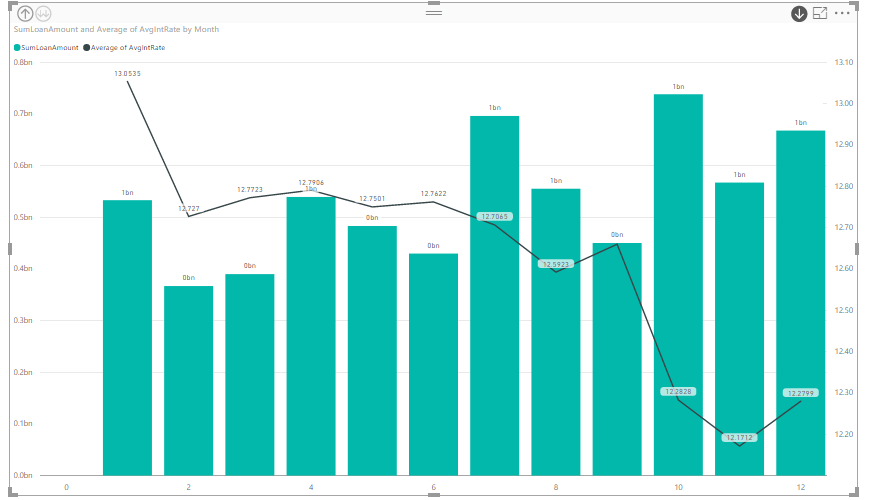 SumLoanAmount and Average of AvgIntRate by Month
SumLoanAmount Average of AvgIntRate
0.8bn
0.7bn
0.6bn
0.5bn
0.4bn
0.3bn
0.2bn
0.1bn
0.0bn
13.10
13.00
12.90
12.80
12.70
12.60
12.50
12.40
12.30
12.20
13.0535
12.727
12.7723
12.7906
12.7501
12.7622
12.7065
12.5923
12.2828
12.1712
12.2799
1bn
0bn
0bn
1bn
0bn
0bn
1bn
1bn
0bn
1bn
1bn
1bn
0 2 4 6 8 10 12